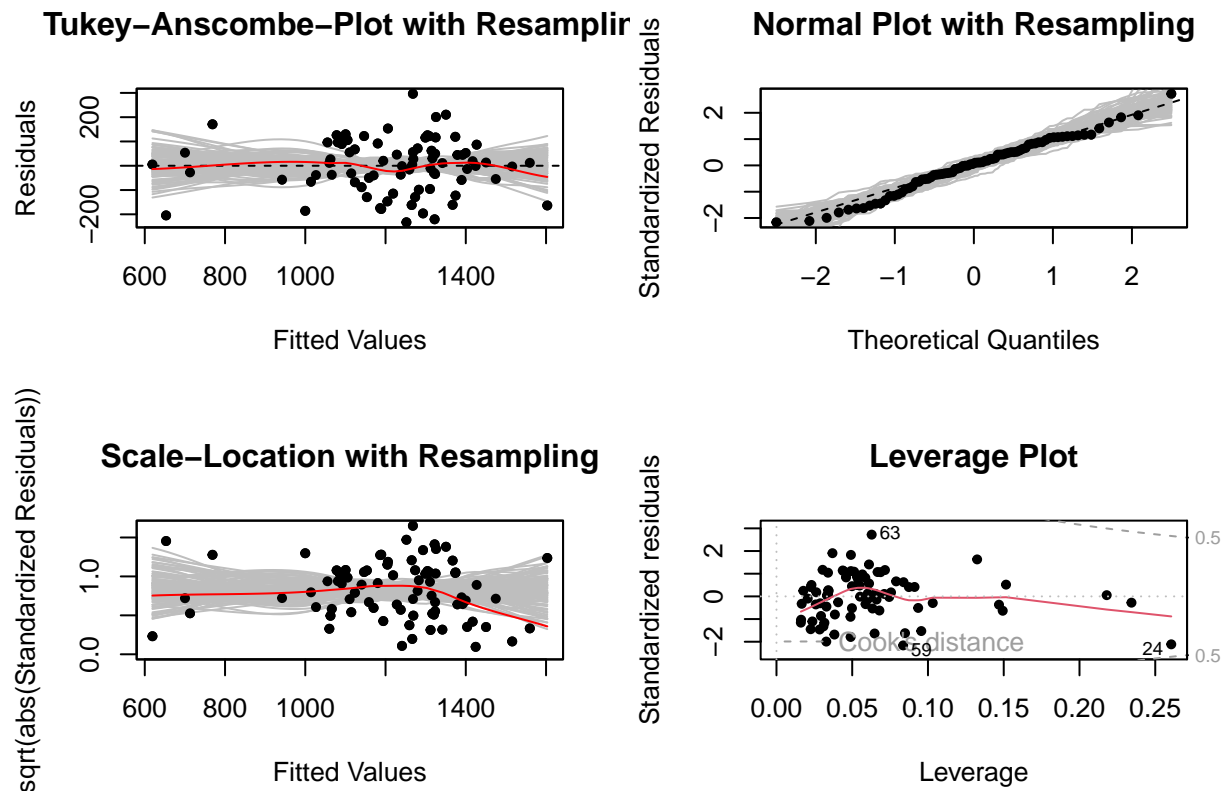 Tukey−Anscombe−Plot with Resamplin
Residuals
200
−200
600 800 1000 1400
Fitted Values
Normal Plot with Resampling
Standardized Residuals
2
0
−2
−2 −1 0 1 2
Theoretical Quantiles
Scale−Location with Resampling
sqrt(abs(Standardized Residuals))
1.0
0.0
600 800 1000 1400
Fitted Values
Leverage Plot
Standardized residuals
2
0
−2
63
0.5
Cook's distance
59
24
0.5
0.00 0.05 0.10 0.15 0.20 0.25
Leverage